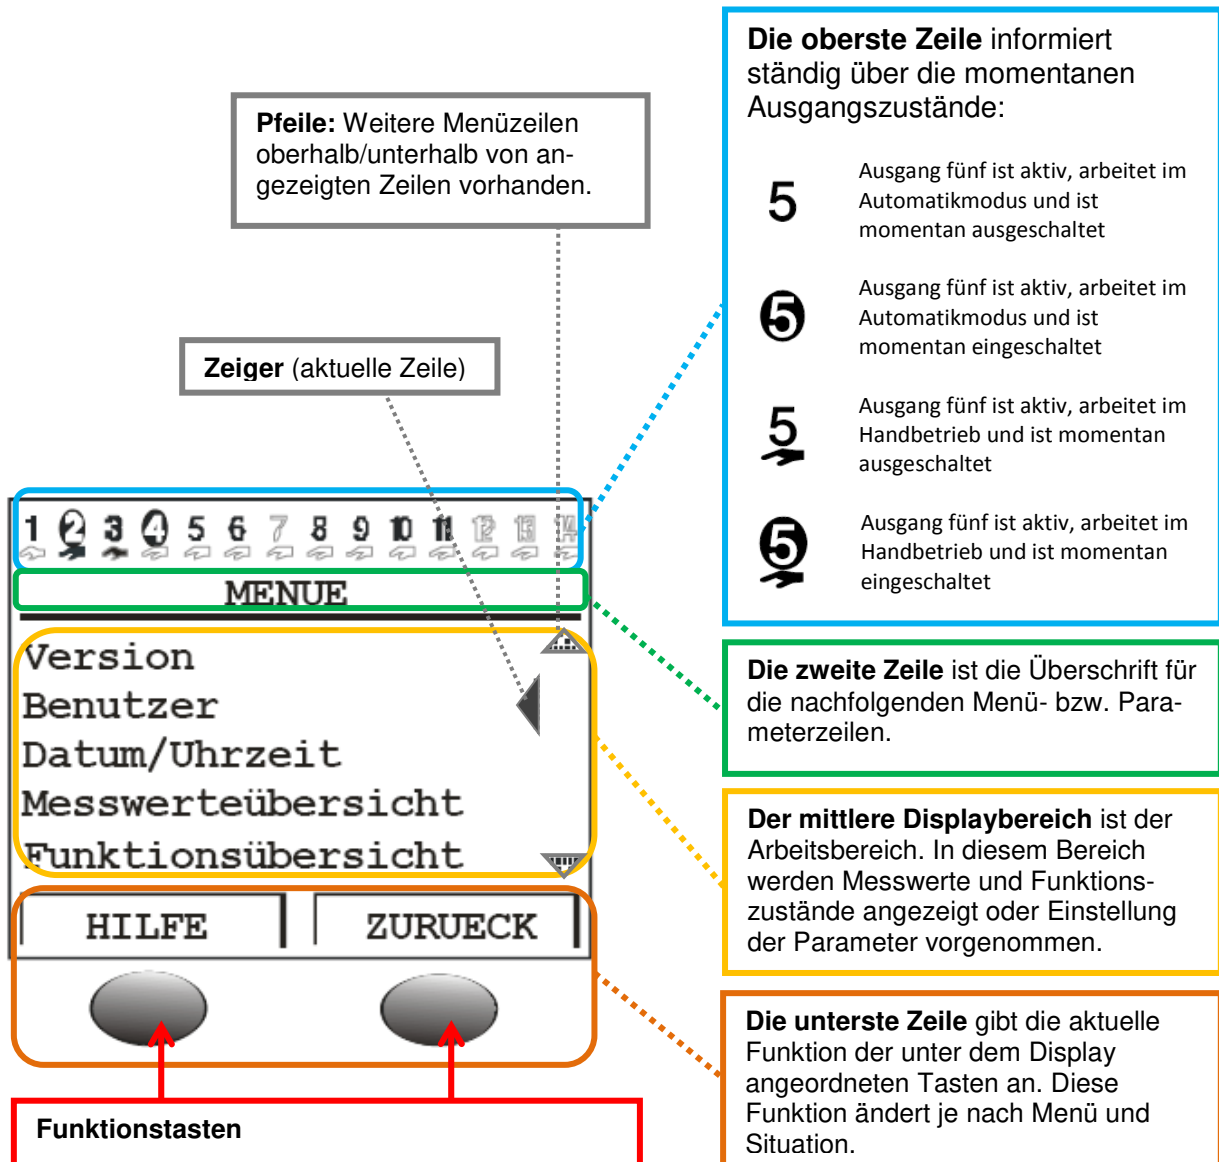 Die oberste Zeile informiert
ständig über die momentanen
Ausgangszustände:
5
Ausgang fünf ist aktiv, arbeitet im
Automatikmodus und ist
momentan ausgeschaltet
5
Ausgang fünf ist aktiv, arbeitet im
Automatikmodus und ist
momentan eingeschaltet
5
Ausgang fünf ist aktiv, arbeitet im
Handbetrieb und ist momentan
ausgeschaltet
5
Ausgang fünf ist aktiv, arbeitet im
Handbetrieb und ist momentan
eingeschaltet
Pfeile: Weitere Menüzeilen
oberhalb/unterhalb von an-
gezeigten Zeilen vorhanden.
Zeiger (aktuelle Zeile)
1 2 3 4 5 6 7 8 9 10 11 12 13 14
MENUE
Version
Benutzer
Datum/Uhrzeit
Messwerteübersicht
Funktionsübersicht
HILFE ZURUECK
Funktionstasten
Die zweite Zeile ist die Überschrift für
die nachfolgenden Menü- bzw. Para-
meterzeilen.
Der mittlere Displaybereich ist der
Arbeitsbereich. In diesem Bereich
werden Messwerte und Funktions-
zustände angezeigt oder Einstellung
der Parameter vorgenommen.
Die unterste Zeile gibt die aktuelle
Funktion der unter dem Display
angeordneten Tasten an. Diese
Funktion ändert je nach Menü und
Situation.